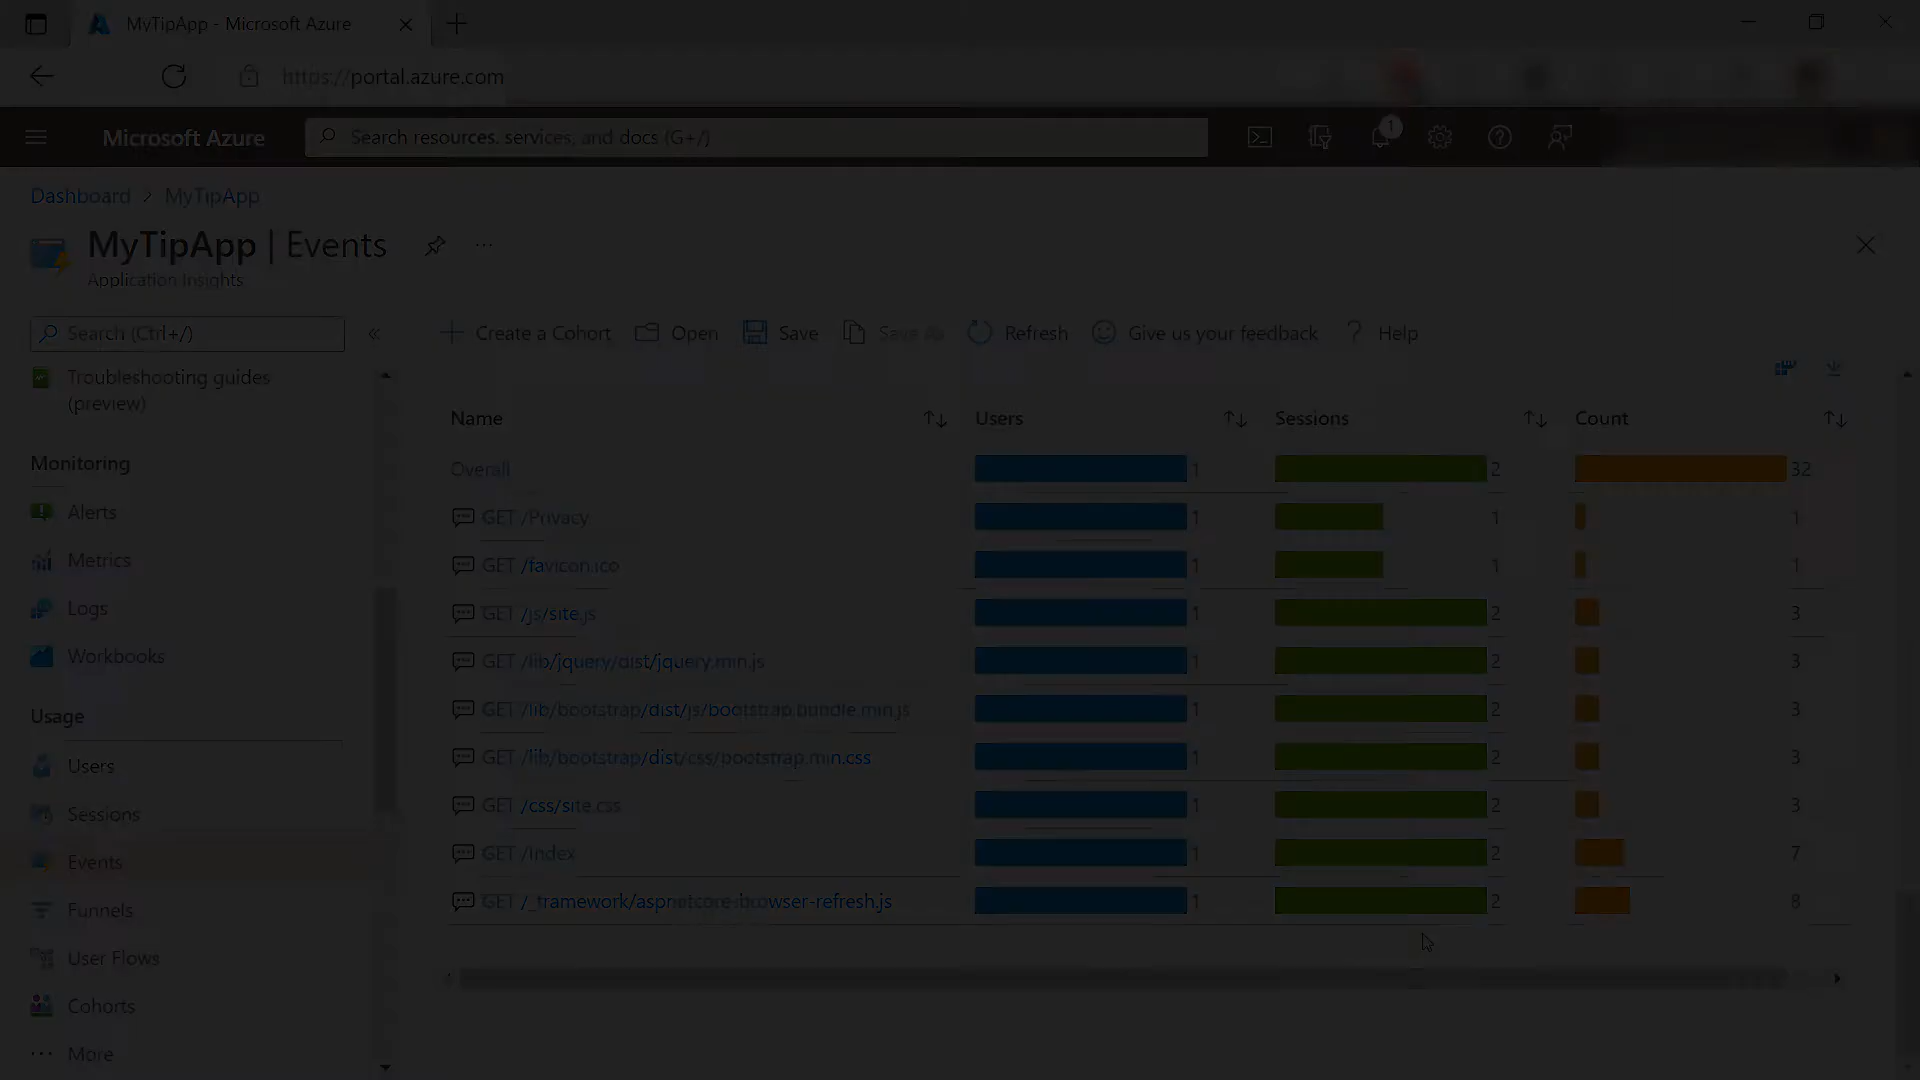 MyTipApp - Microsoft Azure
https://portal.azure.com
Microsoft Azure
Search resources, services, and docs (G+/)
1
Dashboard > MyTipApp
MyTipApp | Events
Application Insights
Search (Ctrl+/)
Create a Cohort
Open
Save
Save As
Refresh
Give us your feedback
Help
Troubleshooting guides
(preview)
Monitoring
Alerts
Metrics
Logs
Workbooks
Usage
Users
Sessions
Events
Funnels
User Flows
Cohorts
More
Name Users Sessions Count
Overall 1 2 32
GET /Privacy 1 1 1
GET /favicon.ico 1 1 1
GET /js/site.js 1 2 3
GET /lib/jquery/dist/jquery.min.js 1 2 3
GET /lib/bootstrap/dist/js/bootstrap.bundle.min.js 1 2 3
GET /lib/bootstrap/dist/css/bootstrap.min.css 1 2 3
GET /css/site.css 1 2 3
GET /Index 1 2 7
GET /_framework/aspnetcore-browser-refresh.js 1 2 8